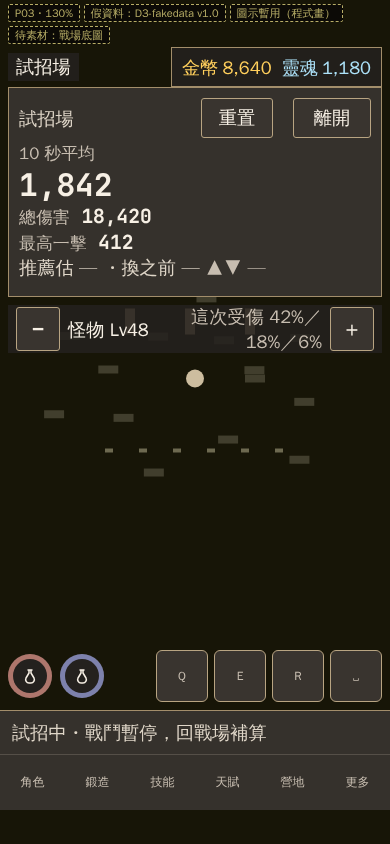 P03・130% 假資料：D3-fakedata v1.0 圖示暫用（程式畫）
待素材：戰場底圖
試招場 金幣 8,640 靈魂 1,180
試招場 重置 離開
10 秒平均
1,842
總傷害 18,420
最高一擊 412
推薦估 — ・換之前 — ▲▼ —
− 怪物 Lv48 這次受傷 42%／
18%／6% +
Q E R ⎵
試招中・戰鬥暫停，回戰場補算
角色 鍛造 技能 天賦 營地 更多